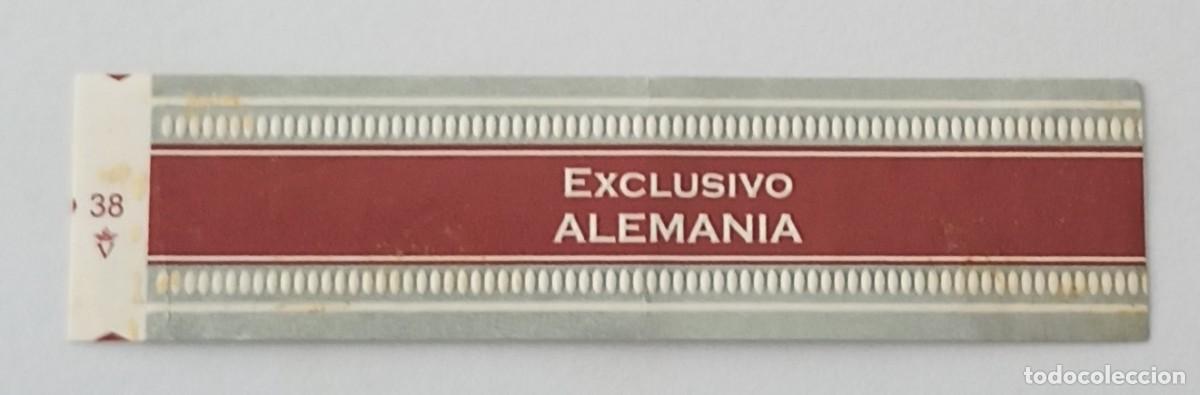 38
V
EXCLUSIVO
ALEMANIA
todocoleccion